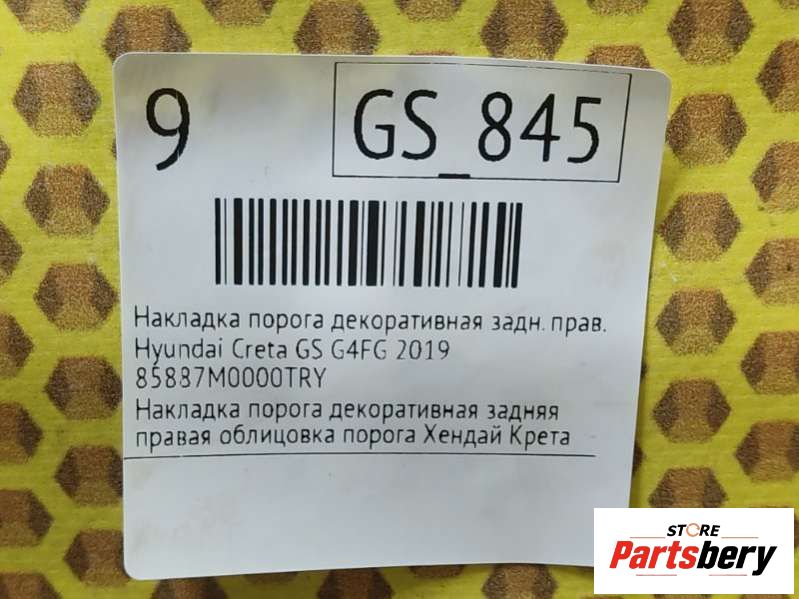 9
GS_845
Накладка порога декоративная задн. прав.
Hyundai Creta GS G4FG 2019
85887M0000TRY
Накладка порога декоративная задняя
правая облицовка порога Хендай Крета
STORE
Partsbery